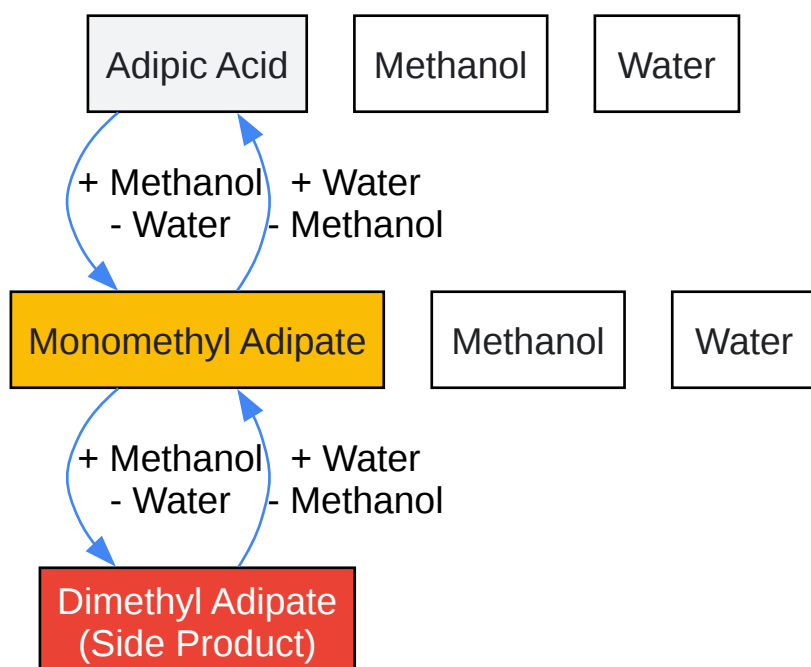 Adipic Acid
Methanol
Water
+ Methanol
- Water
+ Water
- Methanol
Monomethyl Adipate
Methanol
Water
+ Methanol
- Water
+ Water
- Methanol
Dimethyl Adipate
(Side Product)